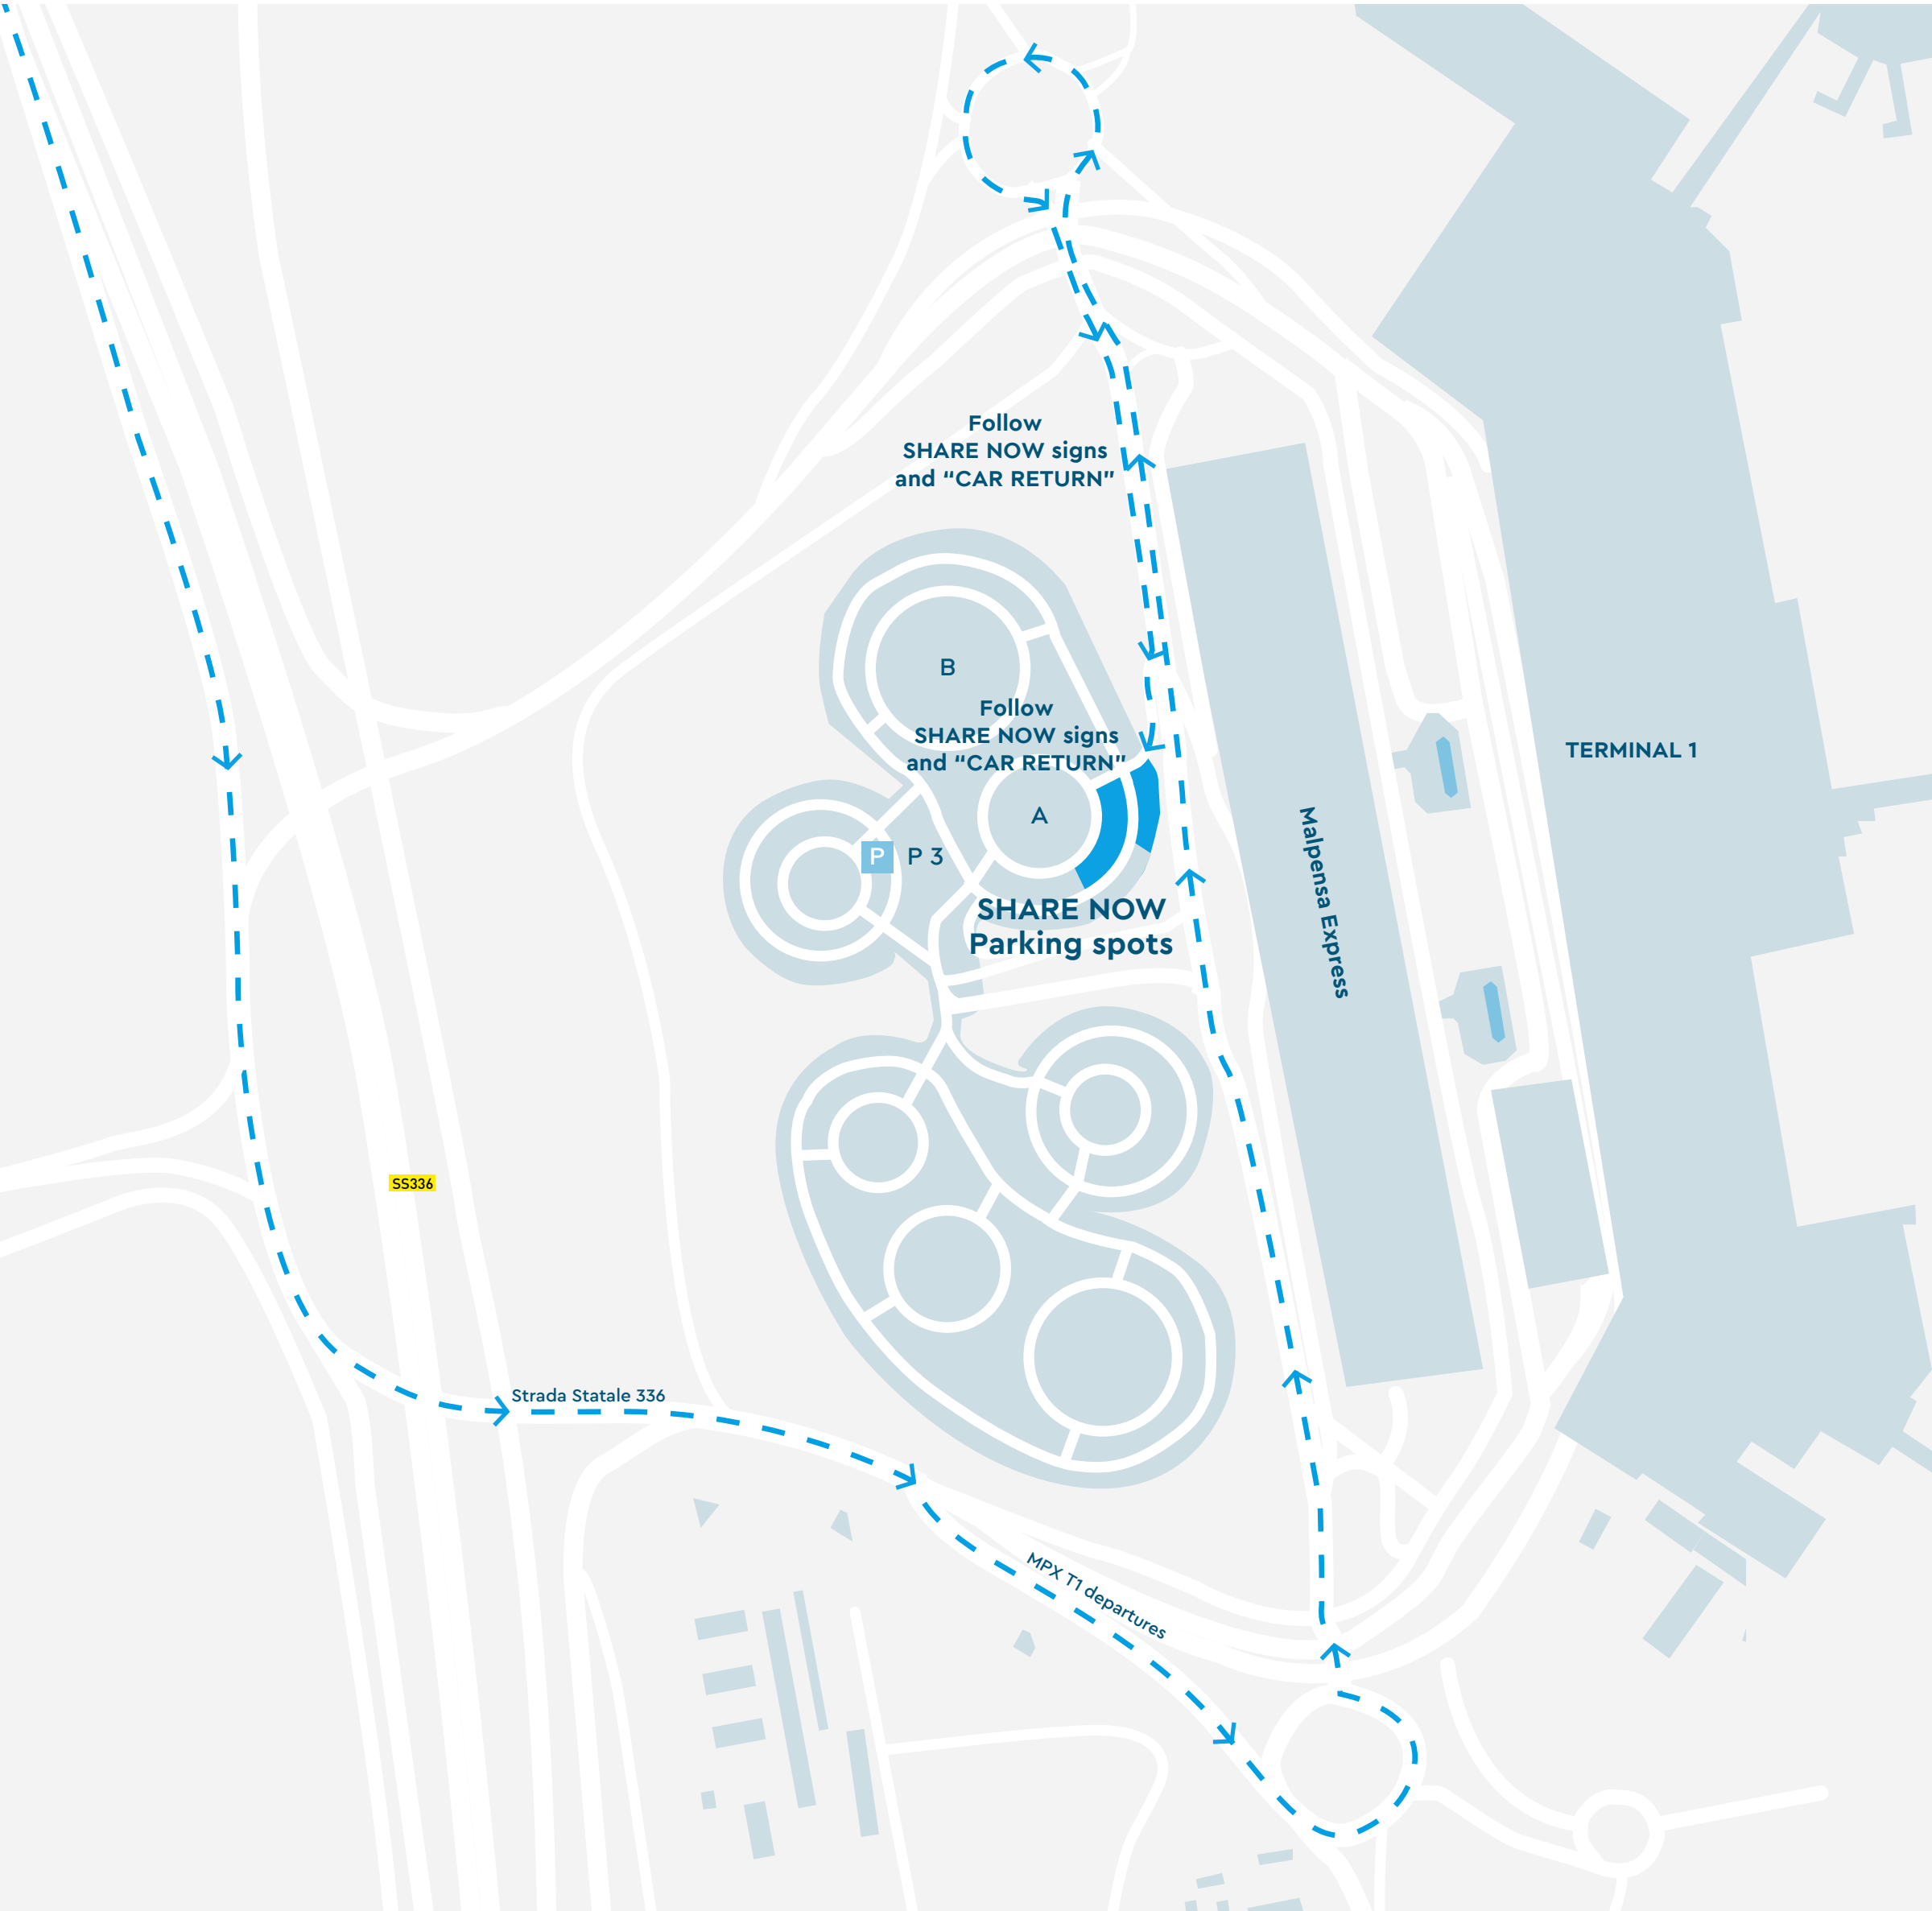 Follow
SHARE NOW signs
and “CAR RETURN”
B
Follow
SHARE NOW signs
and “CAR RETURN”
TERMINAL 1
A
P
P 3
Malpensa Express
SHARE NOW
Parking spots
SS336
Strada Statale 336
MPX T1 departures